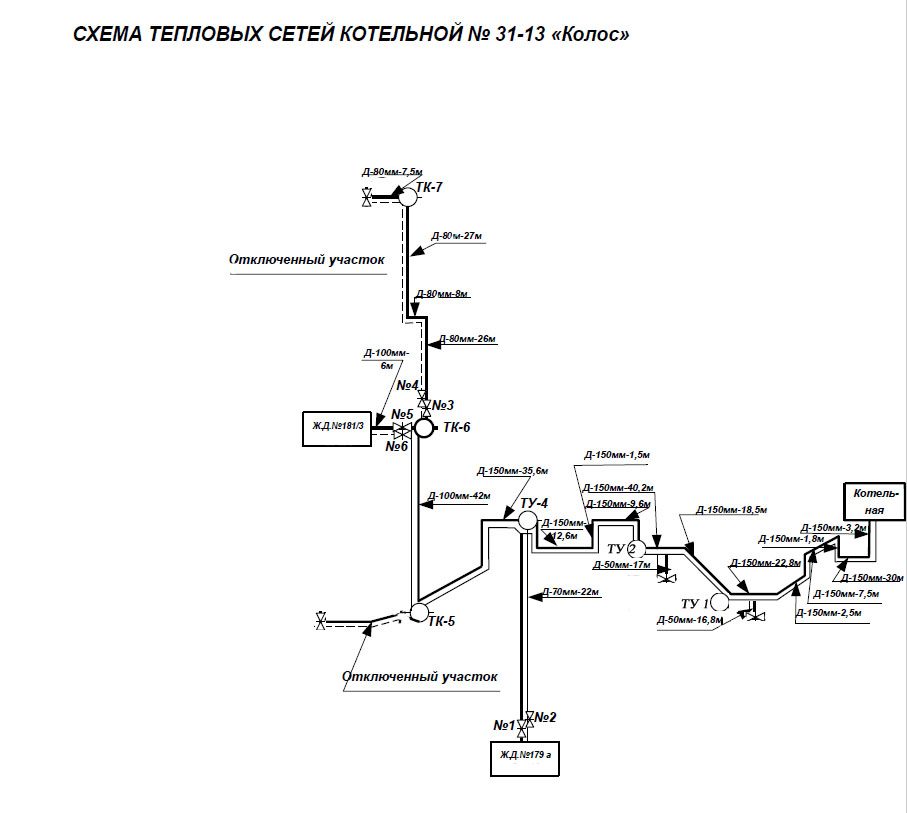 СХЕМА ТЕПЛОВЫХ СЕТЕЙ КОТЕЛЬНОЙ № 31-13 «Колос»
Д-80мм-7,5м
ТК-7
Д-80м-27м
Отключенный участок
Д-80мм-8м
Д-80мм-26м
Д-100мм-
6м
№4
№3
№5
Ж.Д.№181/3
ТК-6
№6
Д-150мм-1,5м
Д-150мм-35,6м
Д-150мм-40,2м
Котель-
ная
Д-100мм-42м
ТУ-4
Д-150мм-9,6м
Д-150мм-18,5м
Д-150мм-
12,6м
Д-150мм-3,2м
Д-150мм-1,8м
ТУ 2
Д-50мм-17м
Д-150мм-22,8м
Д-150мм-30м
Д-70мм-22м
Д-150мм-7,5м
ТУ 1
Д-150мм-2,5м
ТК-5
Д-50мм-16,8м
Отключенный участок
№1
№2
Ж.Д.№179 а